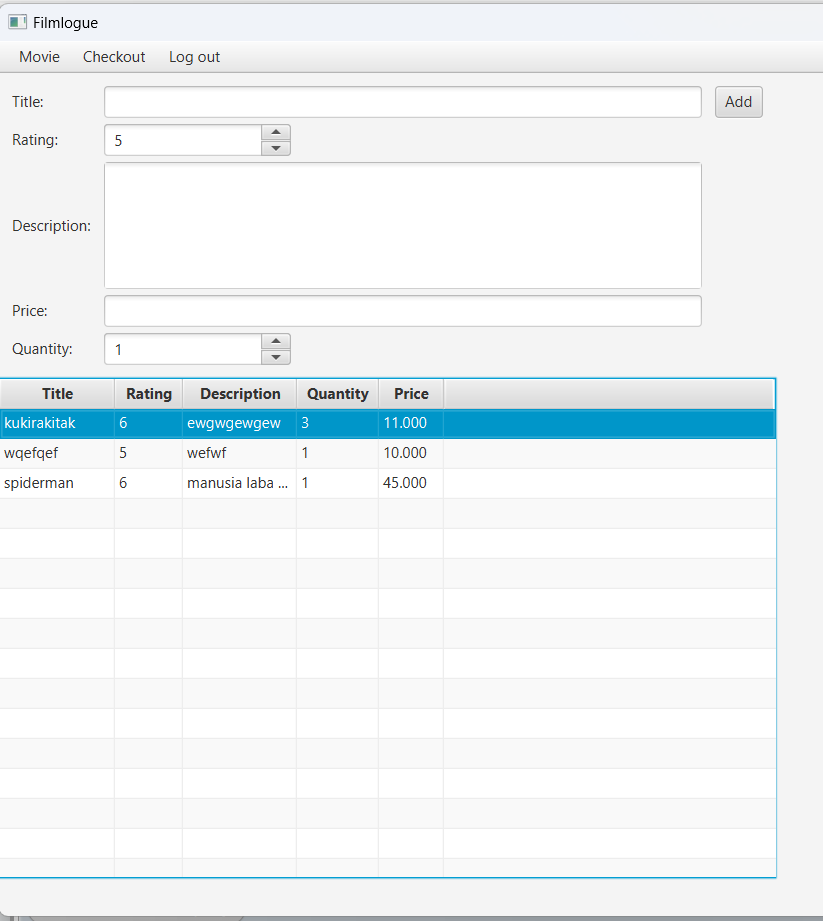 Filmlogue
Movie Checkout Log out
Title: Add
Rating: 5
Description:
Price:
Quantity: 1
Title Rating Description Quantity Price
kukirakitak 6 ewgwgewgew 3 11.000
wqefqef 5 wefwf 1 10.000
spiderman 6 manusia laba ... 1 45.000